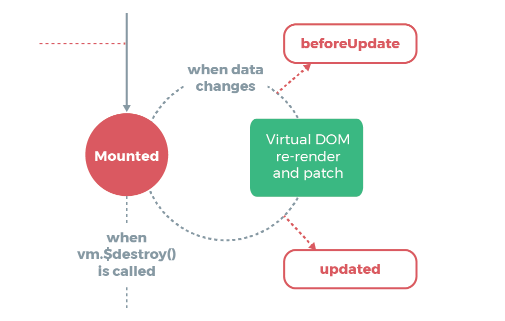 beforeUpdate
when data
changes
Mounted
Virtual DOM
re-render
and patch
when
vm.$destroy()
is called
updated